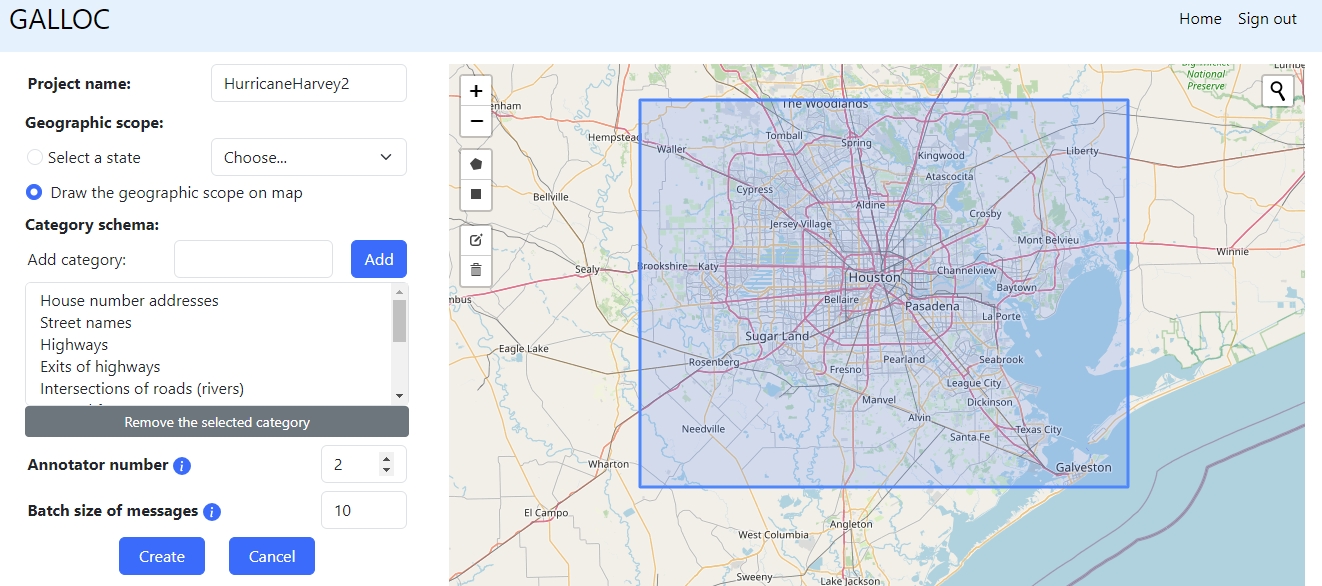 GALLOC
Home Sign out
Project name: HurricaneHarvey2
Geographic scope:
Select a state Choose...
Draw the geographic scope on map
Category schema:
Add category: Add
House number addresses
Street names
Highways
Exits of highways
Intersections of roads (rivers)
Remove the selected category
Annotator number i 2
Batch size of messages i 10
Create Cancel
+
−
National
Preserve
The Woodlands
Hempstead
Tomball
Spring
Waller
Kingwood
Liberty
Atascocita
Cypress
Bellville
Aldine
Crosby
Jersey Village
Mont Belvieu
Winnie
Sealy
Brookshire
Katy
Houston
Channelview
Baytown
Bellaire
Pasadena
La Porte
Sugar Land
Eagle Lake
Rosenberg
Fresno
Pearland
Seabrook
League City
Manvel
Dickinson
Alvin
Needville
Santa Fe
Texas City
Wharton
Galveston
El Campo
Angleton
West Columbia
Sweeny
Lake Jackson